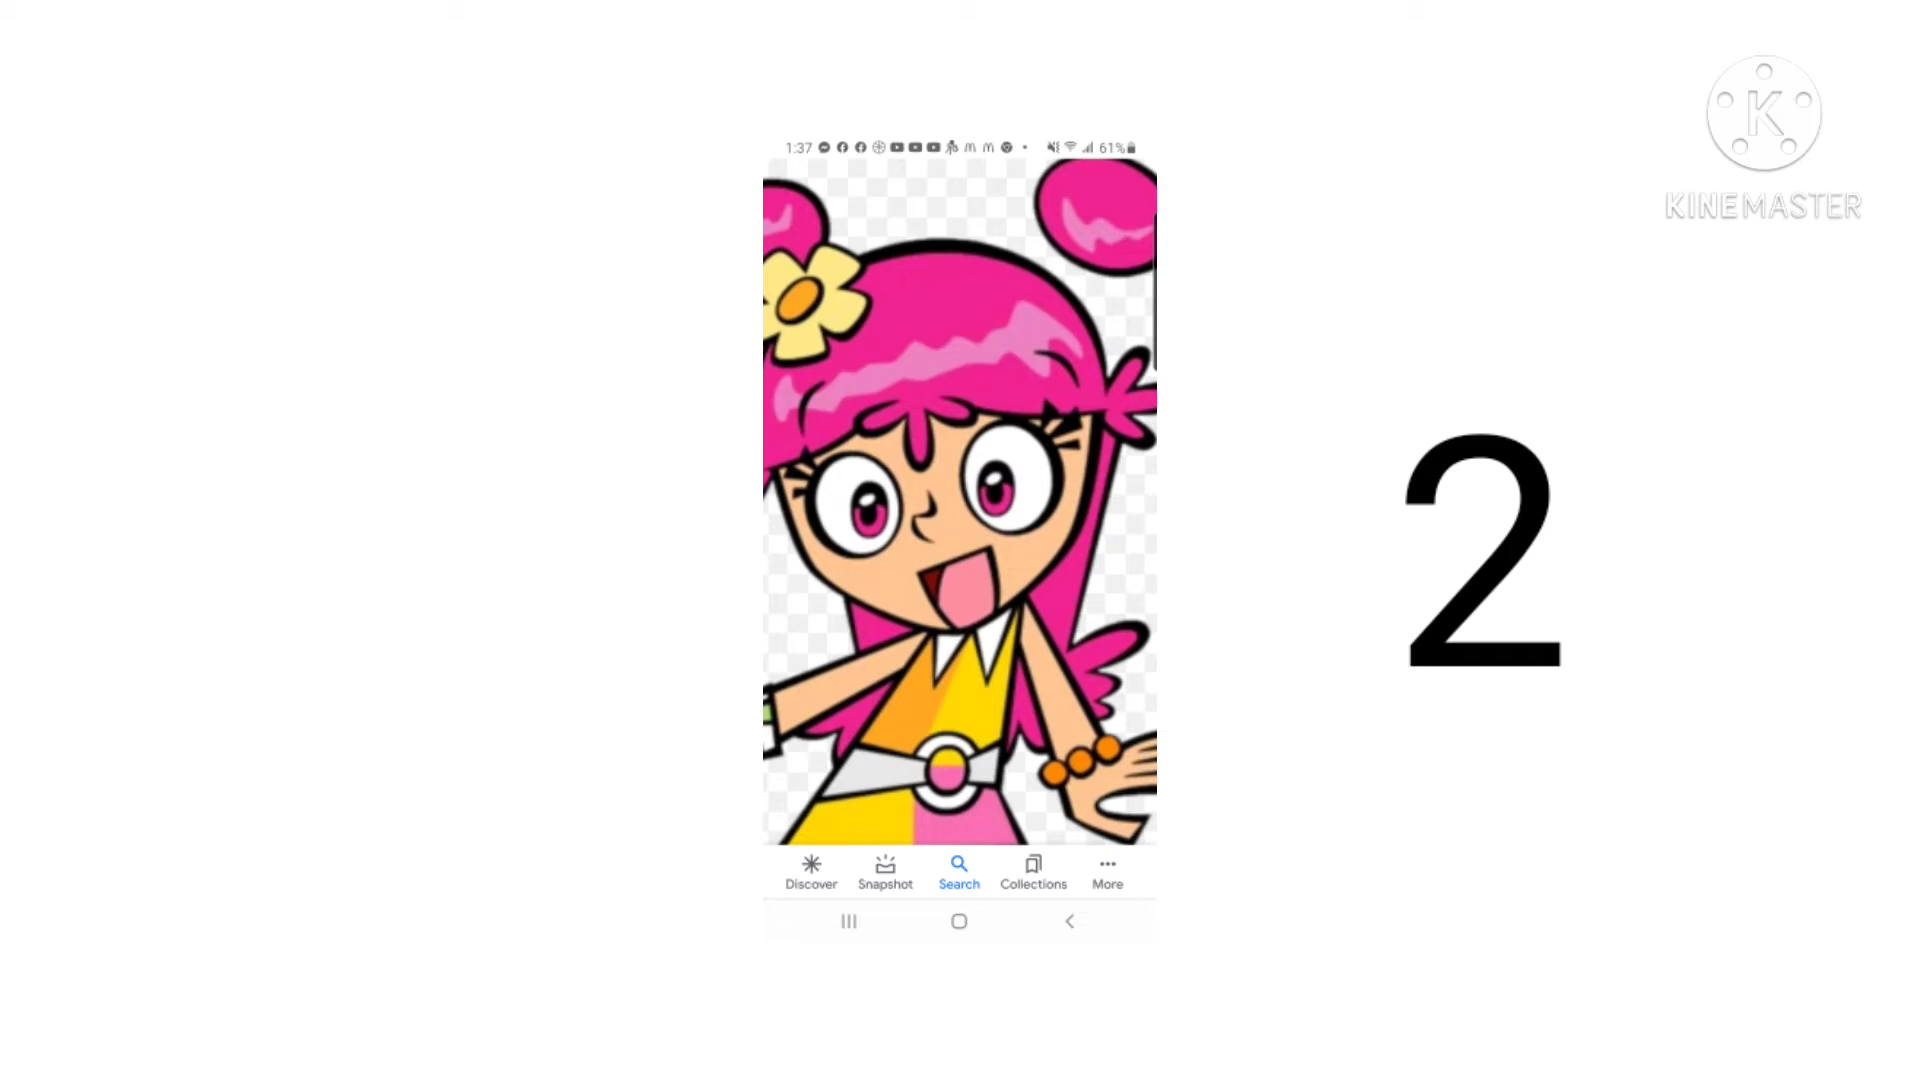 1:37 61%
K
KINEMASTER
2
Discover Snapshot Search Collections More